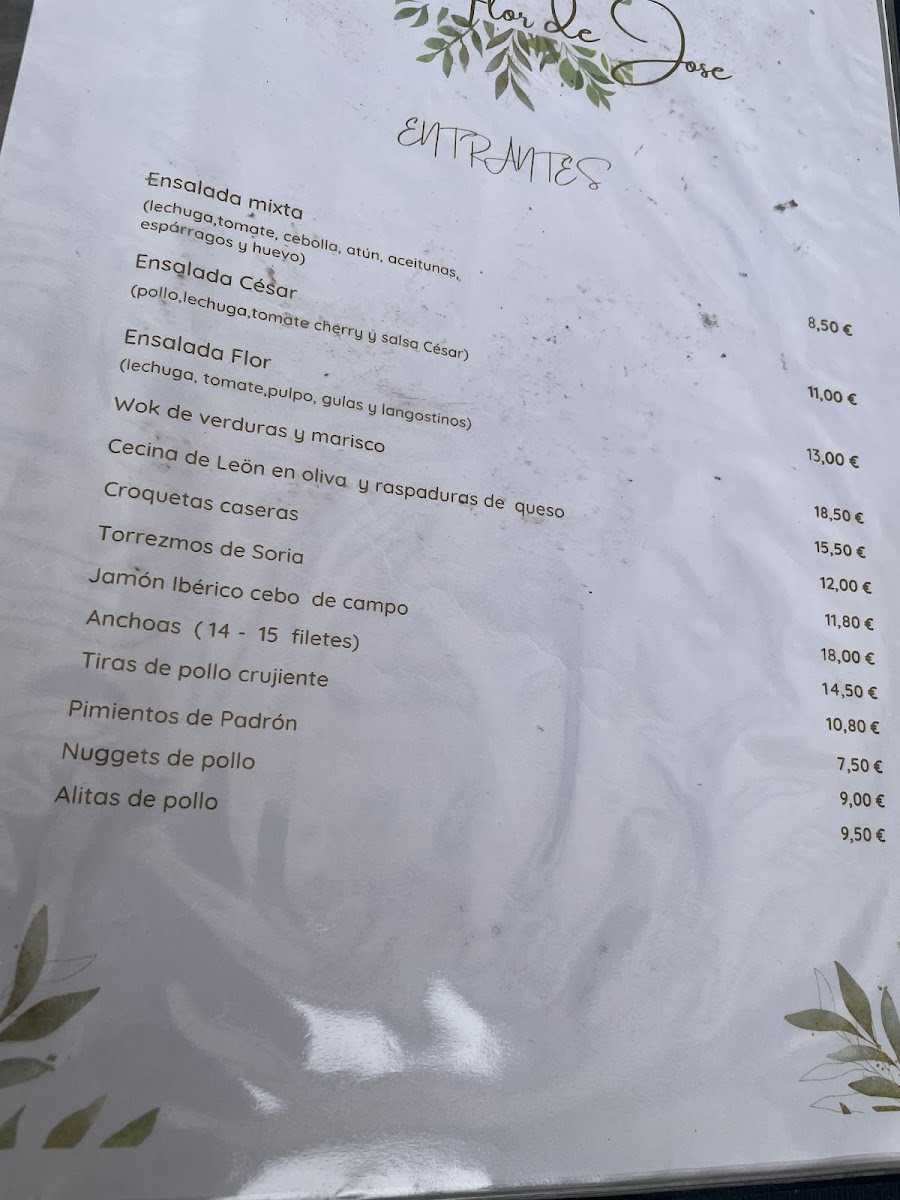 Flor de Jose
ENTRANTES
Ensalada mixta
(lechuga,tomate, cebolla, atún, aceitunas,
espárragos y huevo)
8,50 €
Ensalada César
(pollo,lechuga,tomate cherry y salsa César)
11,00 €
Ensalada Flor
(lechuga, tomate,pulpo, gulas y langostinos)
13,00 €
Wok de verduras y marisco
18,50 €
Cecina de Leön en oliva y raspaduras de queso
15,50 €
Croquetas caseras
12,00 €
Torrezmos de Soria
11,80 €
Jamón Ibérico cebo de campo
18,00 €
Anchoas ( 14 - 15 filetes)
14,50 €
Tiras de pollo crujiente
10,80 €
Pimientos de Padrón
7,50 €
Nuggets de pollo
9,00 €
Alitas de pollo
9,50 €